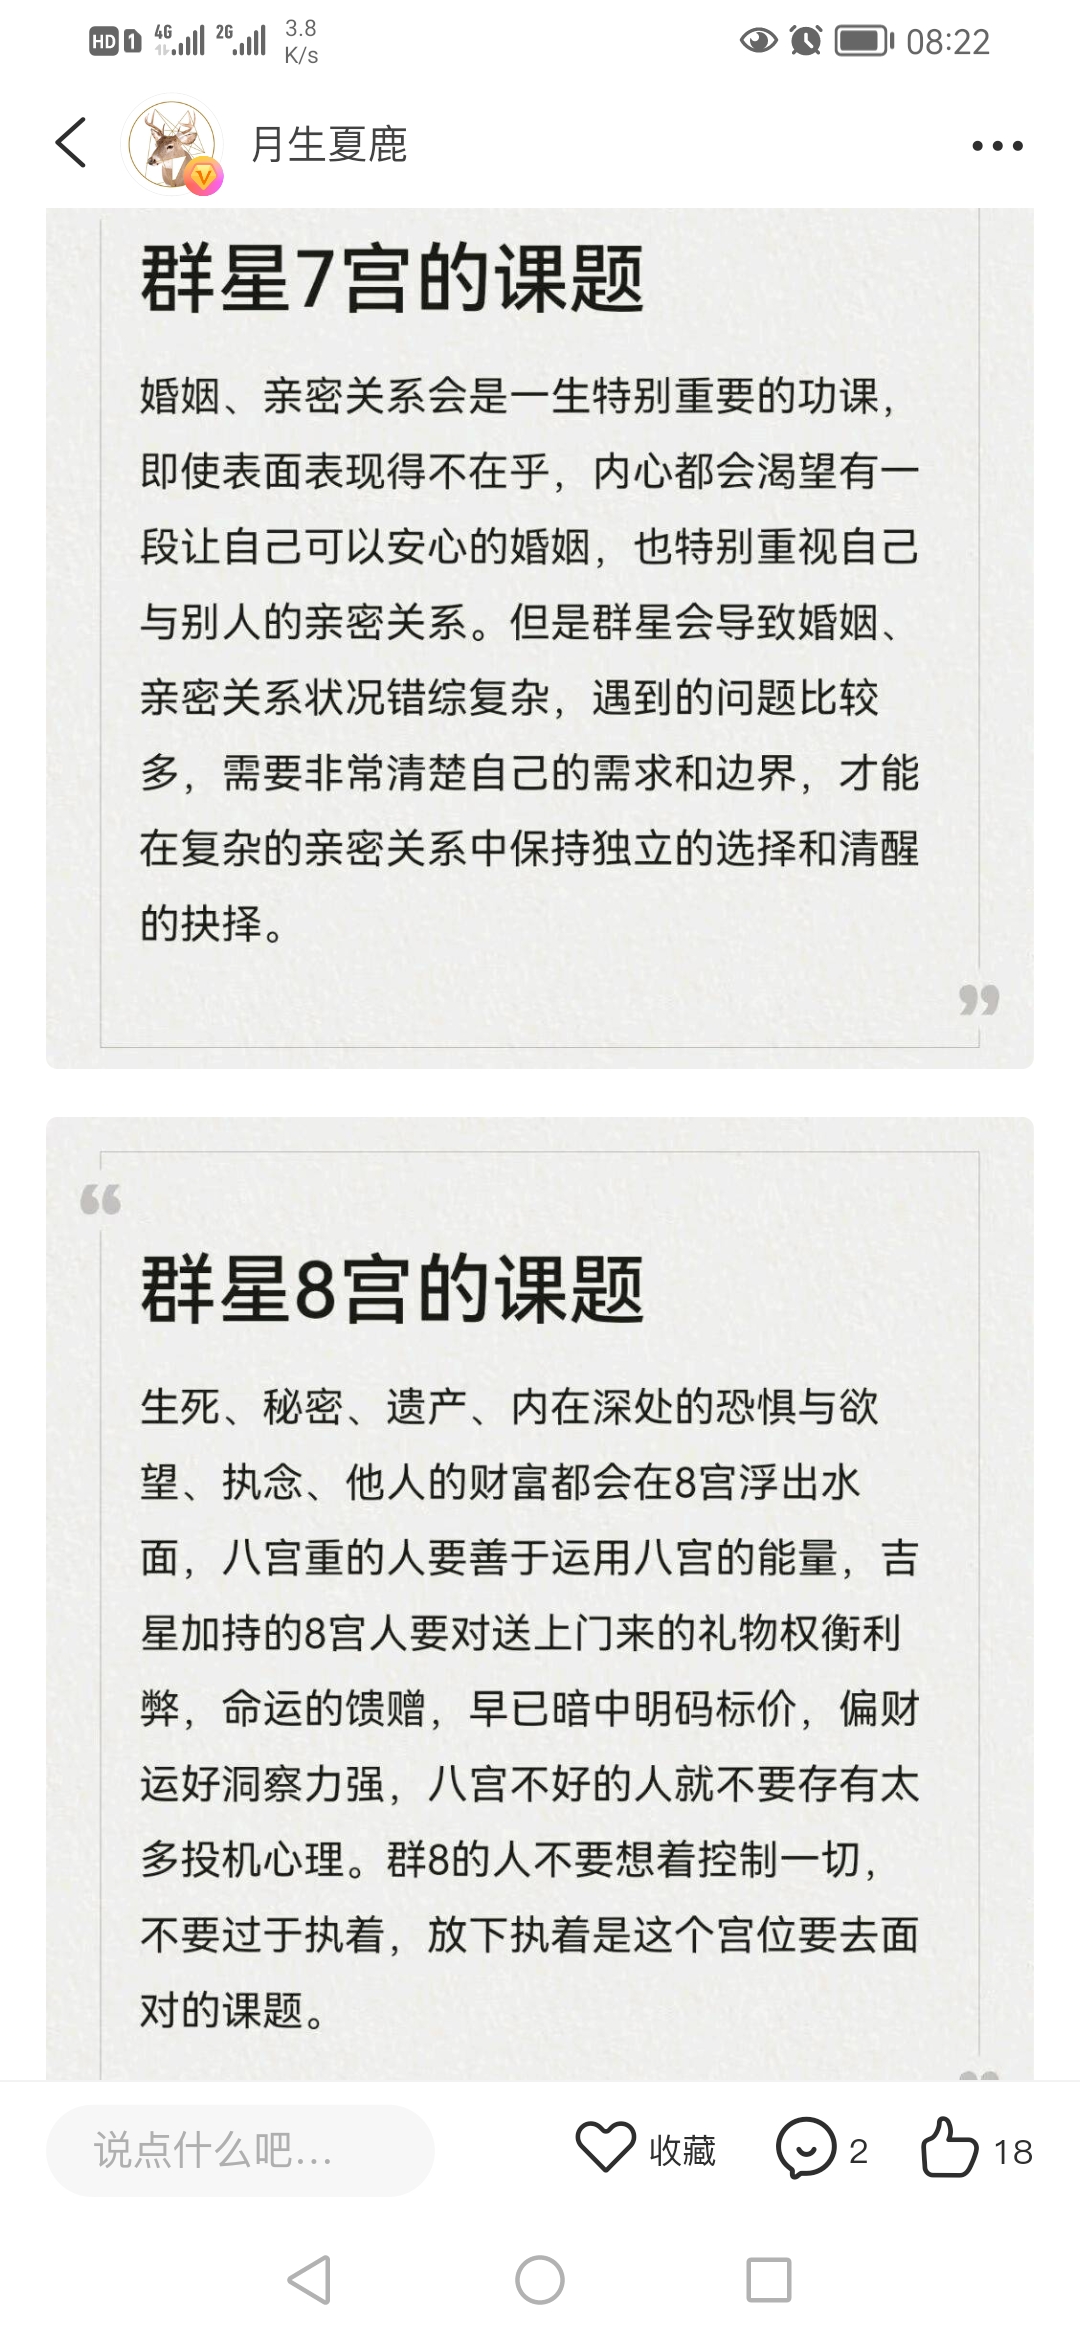 HD 1 4G 2G 3.8 K/s 08:22
月生夏鹿
群星7宫的课题
婚姻、亲密关系会是一生特别重要的功课，
即使表面表现得不在乎，内心都会渴望有一
段让自己可以安心的婚姻，也特别重视自己
与别人的亲密关系。但是群星会导致婚姻、
亲密关系状况错综复杂，遇到的问题比较
多，需要非常清楚自己的需求和边界，才能
在复杂的亲密关系中保持独立的选择和清醒
的抉择。
”
“
群星8宫的课题
生死、秘密、遗产、内在深处的恐惧与欲
望、执念、他人的财富都会在8宫浮出水
面，八宫重的人要善于运用八宫的能量，吉
星加持的8宫人要对送上门来的礼物权衡利
弊，命运的馈赠，早已暗中明码标价，偏财
运好洞察力强，八宫不好的人就不要存有太
多投机心理。群8的人不要想着控制一切，
不要过于执着，放下执着是这个宫位要去面
对的课题。
说点什么吧... 收藏 2 18